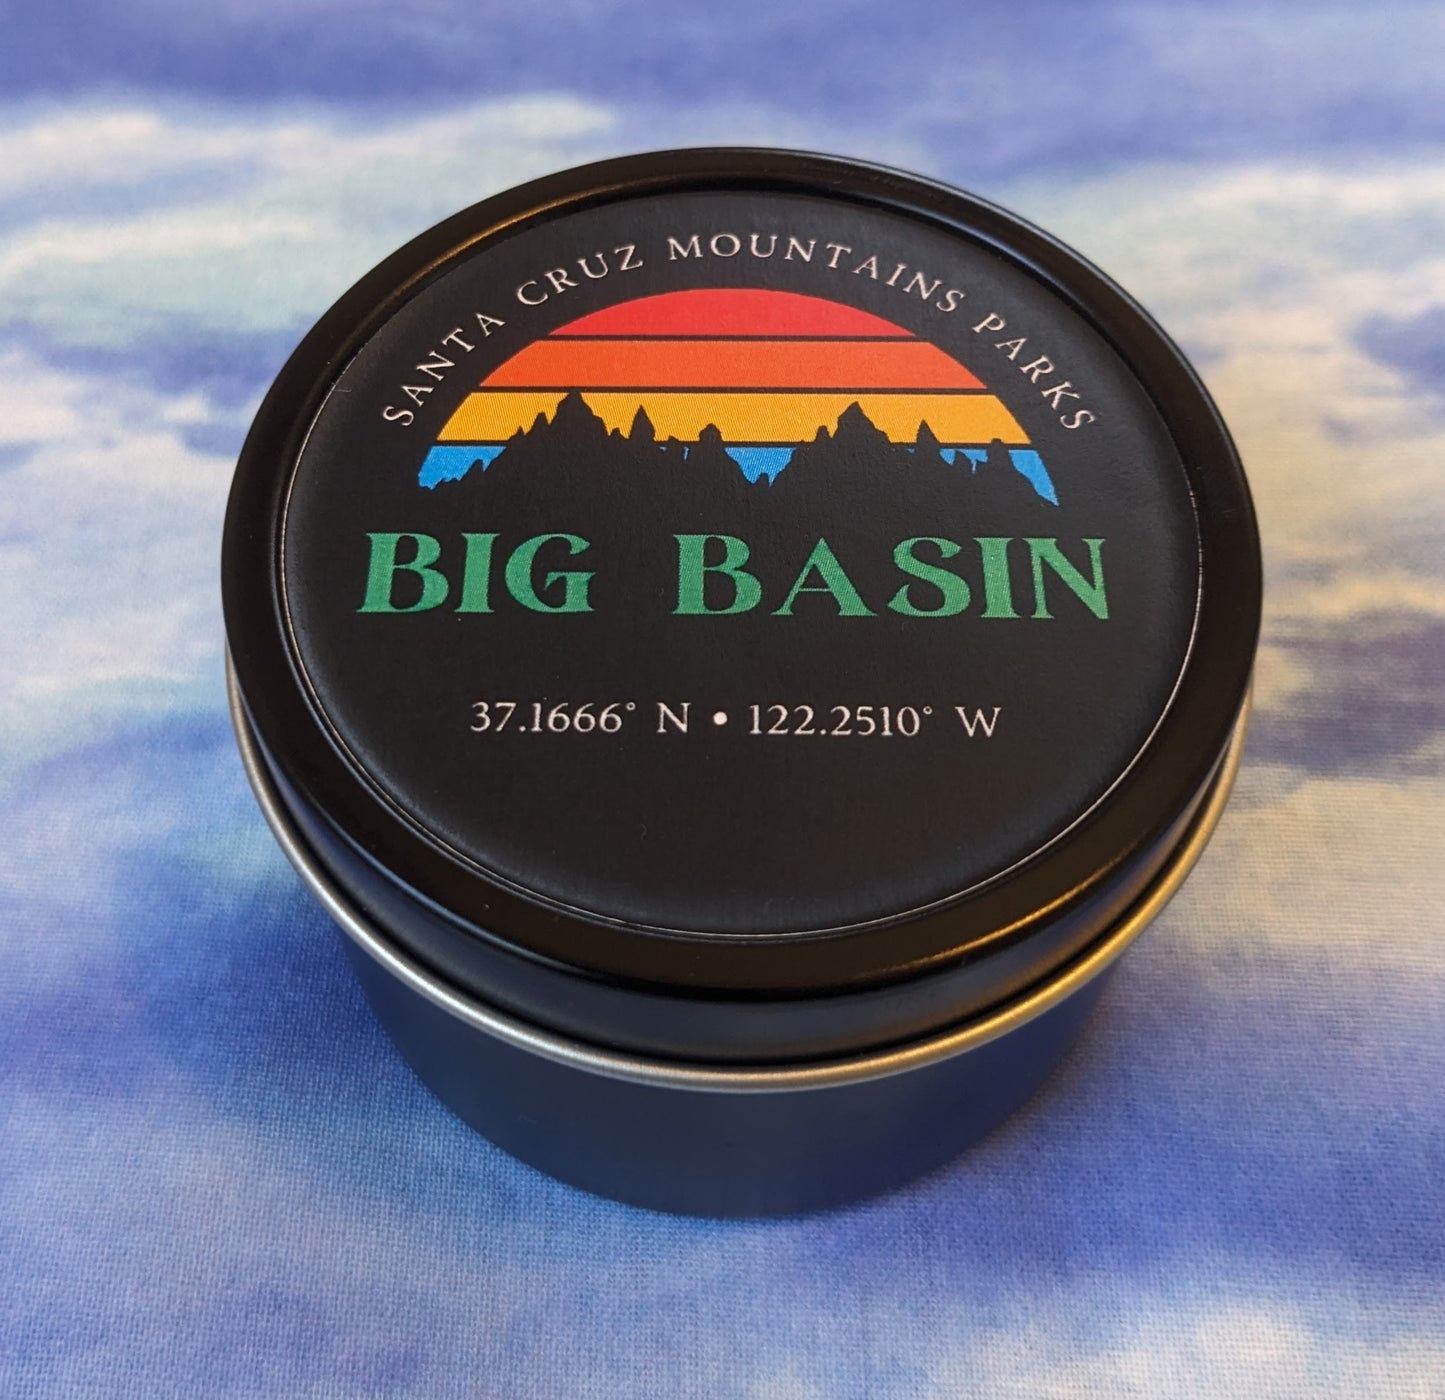 SANTA CRUZ MOUNTAINS PARKS
BIG BASIN
37.1666° N • 122.2510° W